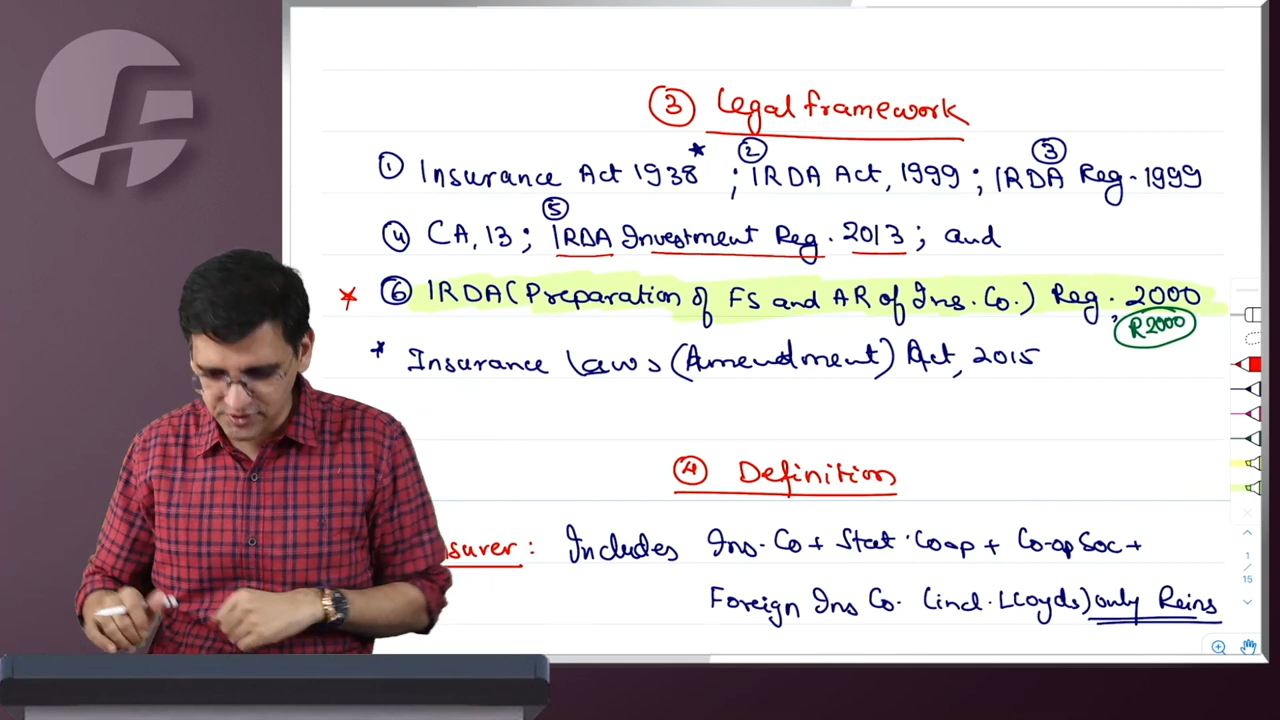 ③ Legal framework
① Insurance Act 1938* ; ② IRDA Act, 1999 ; ③ IRDA Reg. 1999
④ CA, 13 ; ⑤ IRDA Investment Reg. 2013 ; and
* ⑥ IRDA (Preparation of FS and AR of Ins. Co.) Reg. 2000
R2000
* Insurance laws (Amendment) Act, 2015
④ Definition
surer : Includes Ins. Co + Stat. Coop + Co-op Soc +
Foreign Ins Co. (incl. Lloyds) only Reins
1
/
15